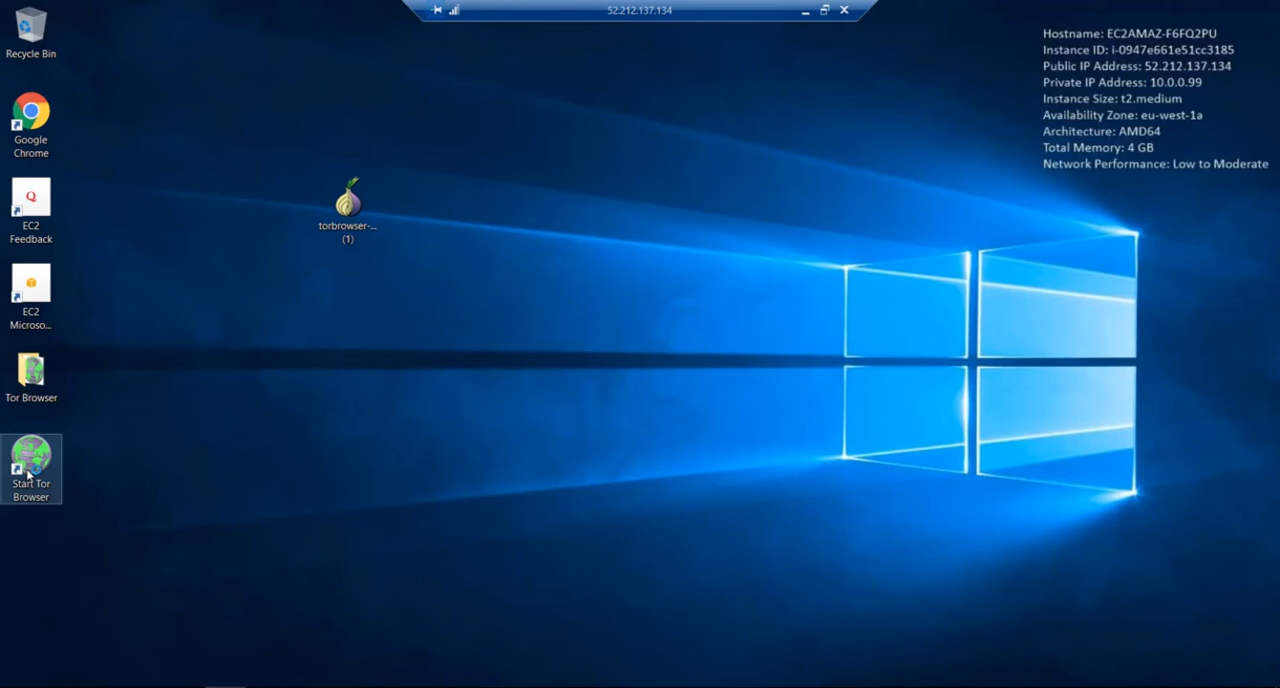 52.212.137.134
Hostname: EC2AMAZ-F6FQ2PU
Instance ID: i-0947e661e51cc3185
Public IP Address: 52.212.137.134
Private IP Address: 10.0.0.99
Instance Size: t2.medium
Availability Zone: eu-west-1a
Architecture: AMD64
Total Memory: 4 GB
Network Performance: Low to Moderate
Recycle Bin
Google
Chrome
Q
EC2
Feedback
EC2
Microso...
Tor Browser
Start Tor
Browser
torbrowser-...
(1)